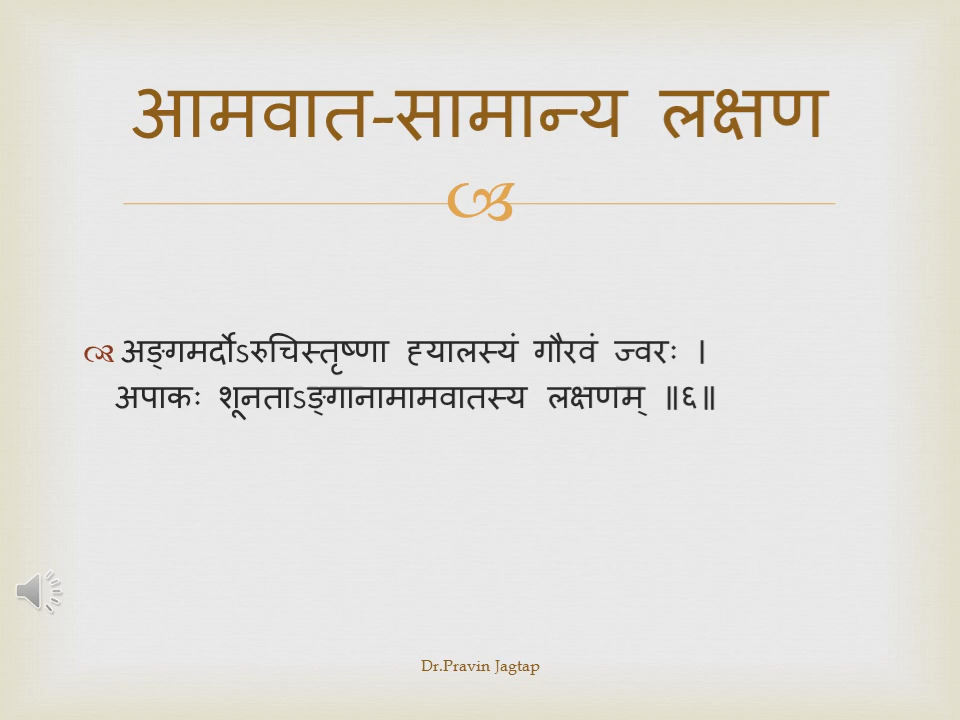 आमवात-सामान्य लक्षण
अङ्गमर्दोऽरुचिस्तृष्णा ह्यालस्यं गौरवं ज्वरः ।
अपाकः शूनताऽङ्गानामामवातस्य लक्षणम् ॥६॥
Dr.Pravin Jagtap